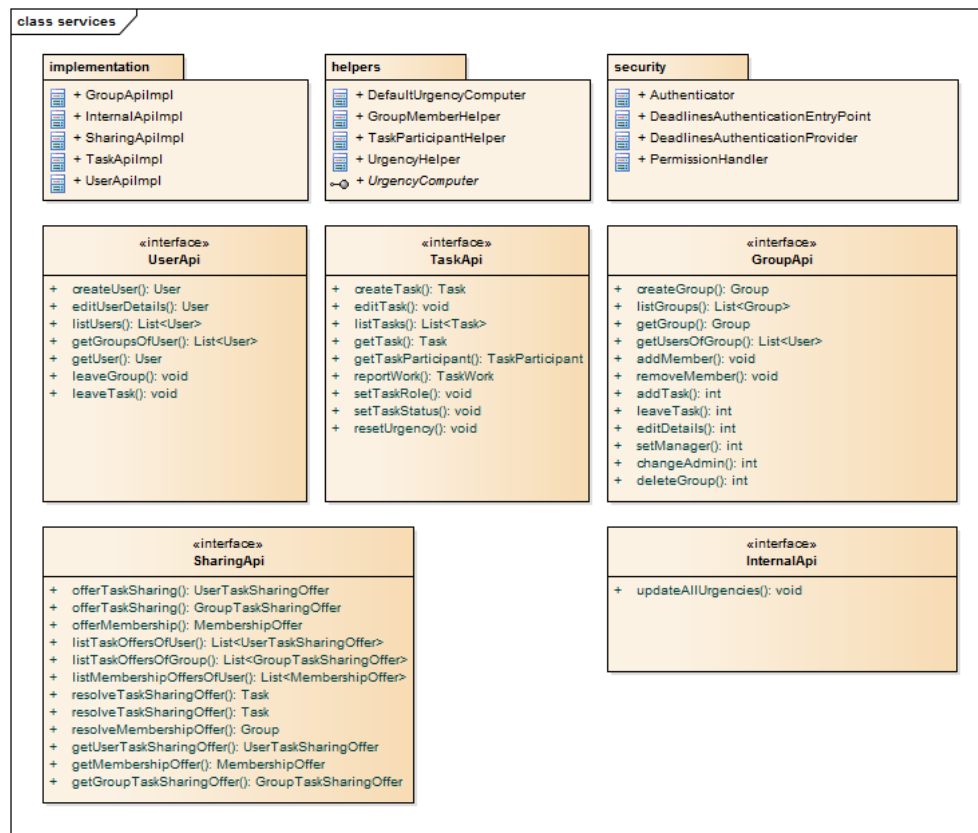 class services
implementation
+ GroupApiImpl
+ InternalApiImpl
+ SharingApiImpl
+ TaskApiImpl
+ UserApiImpl
helpers
+ DefaultUrgencyComputer
+ GroupMemberHelper
+ TaskParticipantHelper
+ UrgencyHelper
+ UrgencyComputer
security
+ Authenticator
+ DeadlinesAuthenticationEntryPoint
+ DeadlinesAuthenticationProvider
+ PermissionHandler
«interface»
UserApi
+ createUser(): User
+ editUserDetails(): User
+ listUsers(): List<User>
+ getGroupsOfUser(): List<User>
+ getUser(): User
+ leaveGroup(): void
+ leaveTask(): void
«interface»
TaskApi
+ createTask(): Task
+ editTask(): void
+ listTasks(): List<Task>
+ getTask(): Task
+ getTaskParticipant(): TaskParticipant
+ reportWork(): TaskWork
+ setTaskRole(): void
+ setTaskStatus(): void
+ resetUrgency(): void
«interface»
GroupApi
+ createGroup(): Group
+ listGroups(): List<Group>
+ getGroup(): Group
+ getUsersOfGroup(): List<User>
+ addMember(): void
+ removeMember(): void
+ addTask(): int
+ leaveTask(): int
+ editDetails(): int
+ setManager(): int
+ changeAdmin(): int
+ deleteGroup(): int
«interface»
SharingApi
+ offerTaskSharing(): UserTaskSharingOffer
+ offerTaskSharing(): GroupTaskSharingOffer
+ offerMembership(): MembershipOffer
+ listTaskOffersOfUser(): List<UserTaskSharingOffer>
+ listTaskOffersOfGroup(): List<GroupTaskSharingOffer>
+ listMembershipOffersOfUser(): List<MembershipOffer>
+ resolveTaskSharingOffer(): Task
+ resolveTaskSharingOffer(): Task
+ resolveMembershipOffer(): Group
+ getUserTaskSharingOffer(): UserTaskSharingOffer
+ getMembershipOffer(): MembershipOffer
+ getGroupTaskSharingOffer(): GroupTaskSharingOffer
«interface»
InternalApi
+ updateAllUrgencies(): void